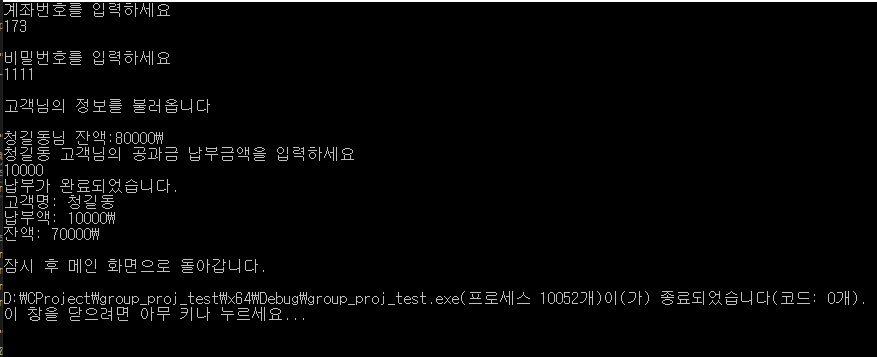 계좌번호를 입력하세요
173
비밀번호를 입력하세요
1111
고객님의 정보를 불러옵니다
청길동님 잔액:80000₩
청길동 고객님의 공과금 납부금액을 입력하세요
10000
납부가 완료되었습니다.
고객명: 청길동
납부액: 10000₩
잔액: 70000₩
잠시 후 메인 화면으로 돌아갑니다.
D:₩CProject₩group_proj_test₩x64₩Debug₩group_proj_test.exe(프로세스 10052개)이(가) 종료되었습니다(코드: 0개).
이 창을 닫으려면 아무 키나 누르세요...